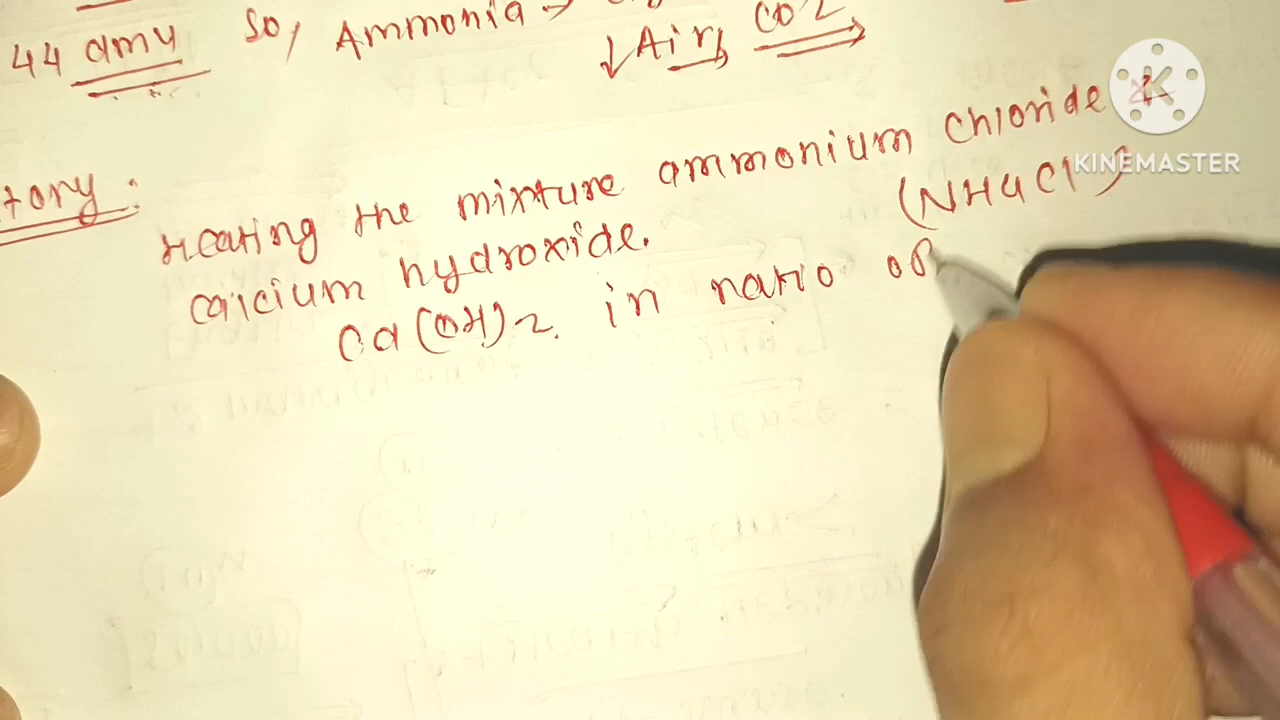 44 amu So, Ammonia →
↓ Air, CO2
tory:
Heating the mixture ammonium chloride &
(NH4Cl)
calcium hydroxide.
Ca(OH)2 in ratio of
KINEMASTER